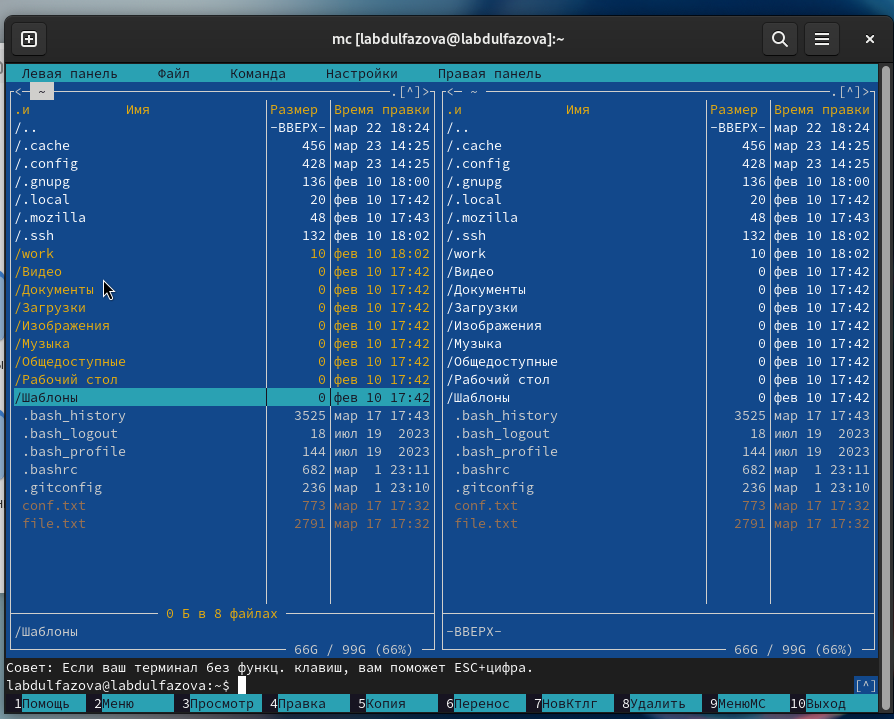 mc [labdulfazova@labdulfazova]:~
Левая панель Файл Команда Настройки Правая панель
<— ~ .[^]> <— ~ .[^]>
.и Имя Размер Время правки .и Имя Размер Время правки
/.. -ВВЕРХ- мар 22 18:24 /.. -ВВЕРХ- мар 22 18:24
/.cache 456 мар 23 14:25 /.cache 456 мар 23 14:25
/.config 428 мар 23 14:25 /.config 428 мар 23 14:25
/.gnupg 136 фев 10 18:00 /.gnupg 136 фев 10 18:00
/.local 20 фев 10 17:42 /.local 20 фев 10 17:42
/.mozilla 48 фев 10 17:43 /.mozilla 48 фев 10 17:43
/.ssh 132 фев 10 18:02 /.ssh 132 фев 10 18:02
/work 10 фев 10 18:02 /work 10 фев 10 18:02
/Видео 0 фев 10 17:42 /Видео 0 фев 10 17:42
/Документы 0 фев 10 17:42 /Документы 0 фев 10 17:42
/Загрузки 0 фев 10 17:42 /Загрузки 0 фев 10 17:42
/Изображения 0 фев 10 17:42 /Изображения 0 фев 10 17:42
/Музыка 0 фев 10 17:42 /Музыка 0 фев 10 17:42
/Общедоступные 0 фев 10 17:42 /Общедоступные 0 фев 10 17:42
/Рабочий стол 0 фев 10 17:42 /Рабочий стол 0 фев 10 17:42
/Шаблоны 0 фев 10 17:42 /Шаблоны 0 фев 10 17:42
.bash_history 3525 мар 17 17:43 .bash_history 3525 мар 17 17:43
.bash_logout 18 июл 19 2023 .bash_logout 18 июл 19 2023
.bash_profile 144 июл 19 2023 .bash_profile 144 июл 19 2023
.bashrc 682 мар 1 23:11 .bashrc 682 мар 1 23:11
.gitconfig 236 мар 1 23:10 .gitconfig 236 мар 1 23:10
conf.txt 773 мар 17 17:32 conf.txt 773 мар 17 17:32
file.txt 2791 мар 17 17:32 file.txt 2791 мар 17 17:32
0 Б в 8 файлах
/Шаблоны -ВВЕРХ-
66G / 99G (66%) 66G / 99G (66%)
Совет: Если ваш терминал без функц. клавиш, вам поможет ESC+цифра.
labdulfazova@labdulfazova:~$ [^]
1Помощь 2Меню 3Просмотр 4Правка 5Копия 6Перенос 7НовКтлг 8Удалить 9МенюМС 10Выход